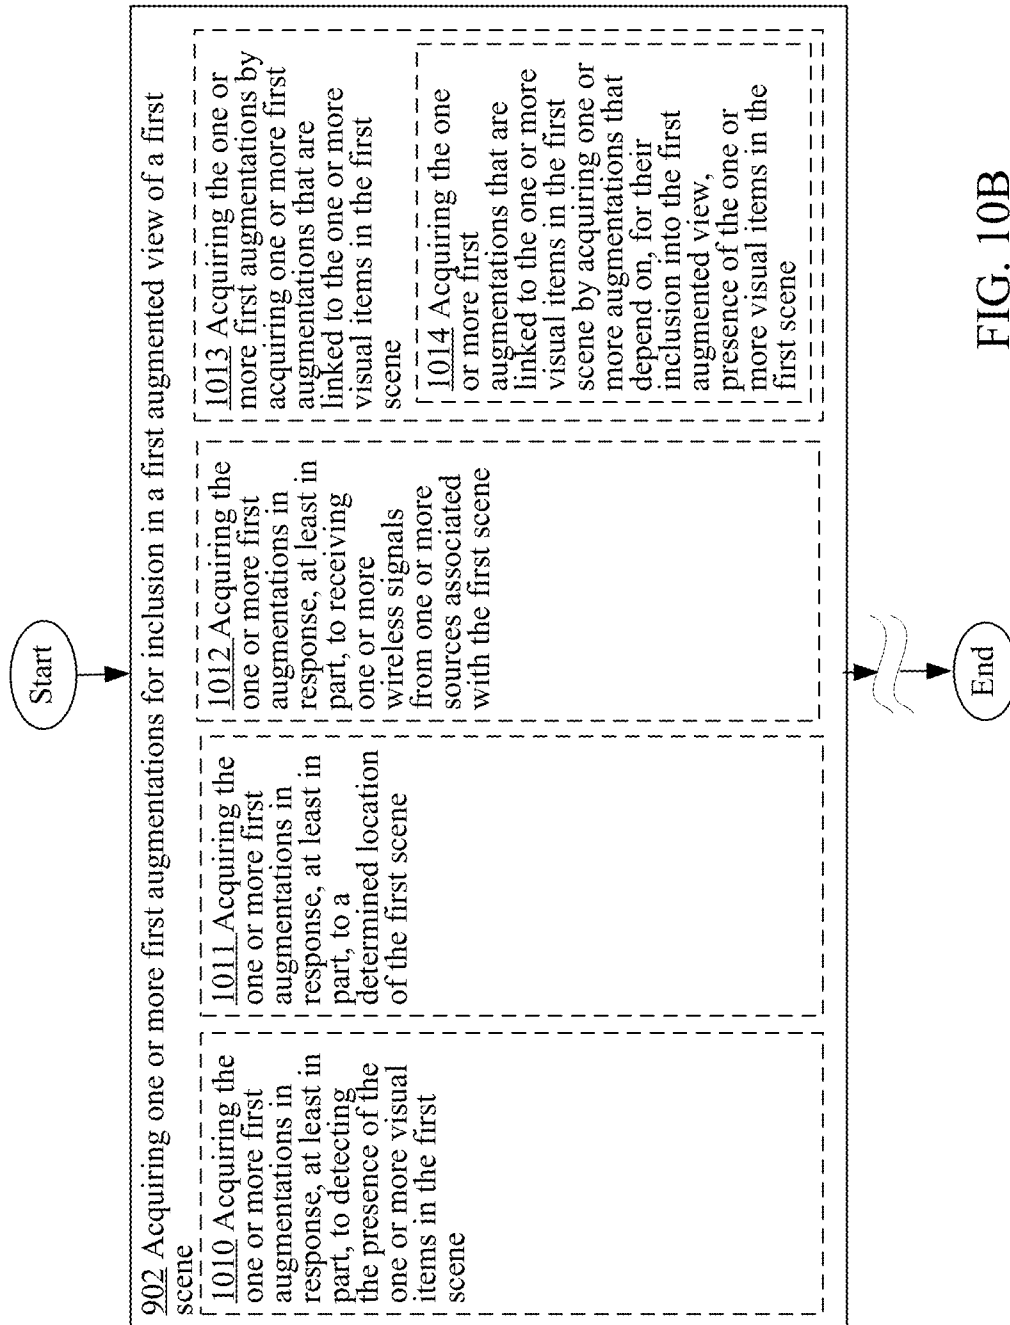 Start
902 Acquiring one or more first augmentations for inclusion in a first augmented view of a first
scene
1010 Acquiring the
one or more first
augmentations in
response, at least in
part, to detecting
the presence of the
one or more visual
items in the first
scene
1011 Acquiring the
one or more first
augmentations in
response, at least in
part, to a
determined location
of the first scene
1012 Acquiring the
one or more first
augmentations in
response, at least in
part, to receiving
one or more
wireless signals
from one or more
sources associated
with the first scene
1013 Acquiring the one or
more first augmentations by
acquiring one or more first
augmentations that are
linked to the one or more
visual items in the first
scene
1014 Acquiring the one
or more first
augmentations that are
linked to the one or more
visual items in the first
scene by acquiring one or
more augmentations that
depend on, for their
inclusion into the first
augmented view,
presence of the one or
more visual items in the
first scene
End
FIG. 10B